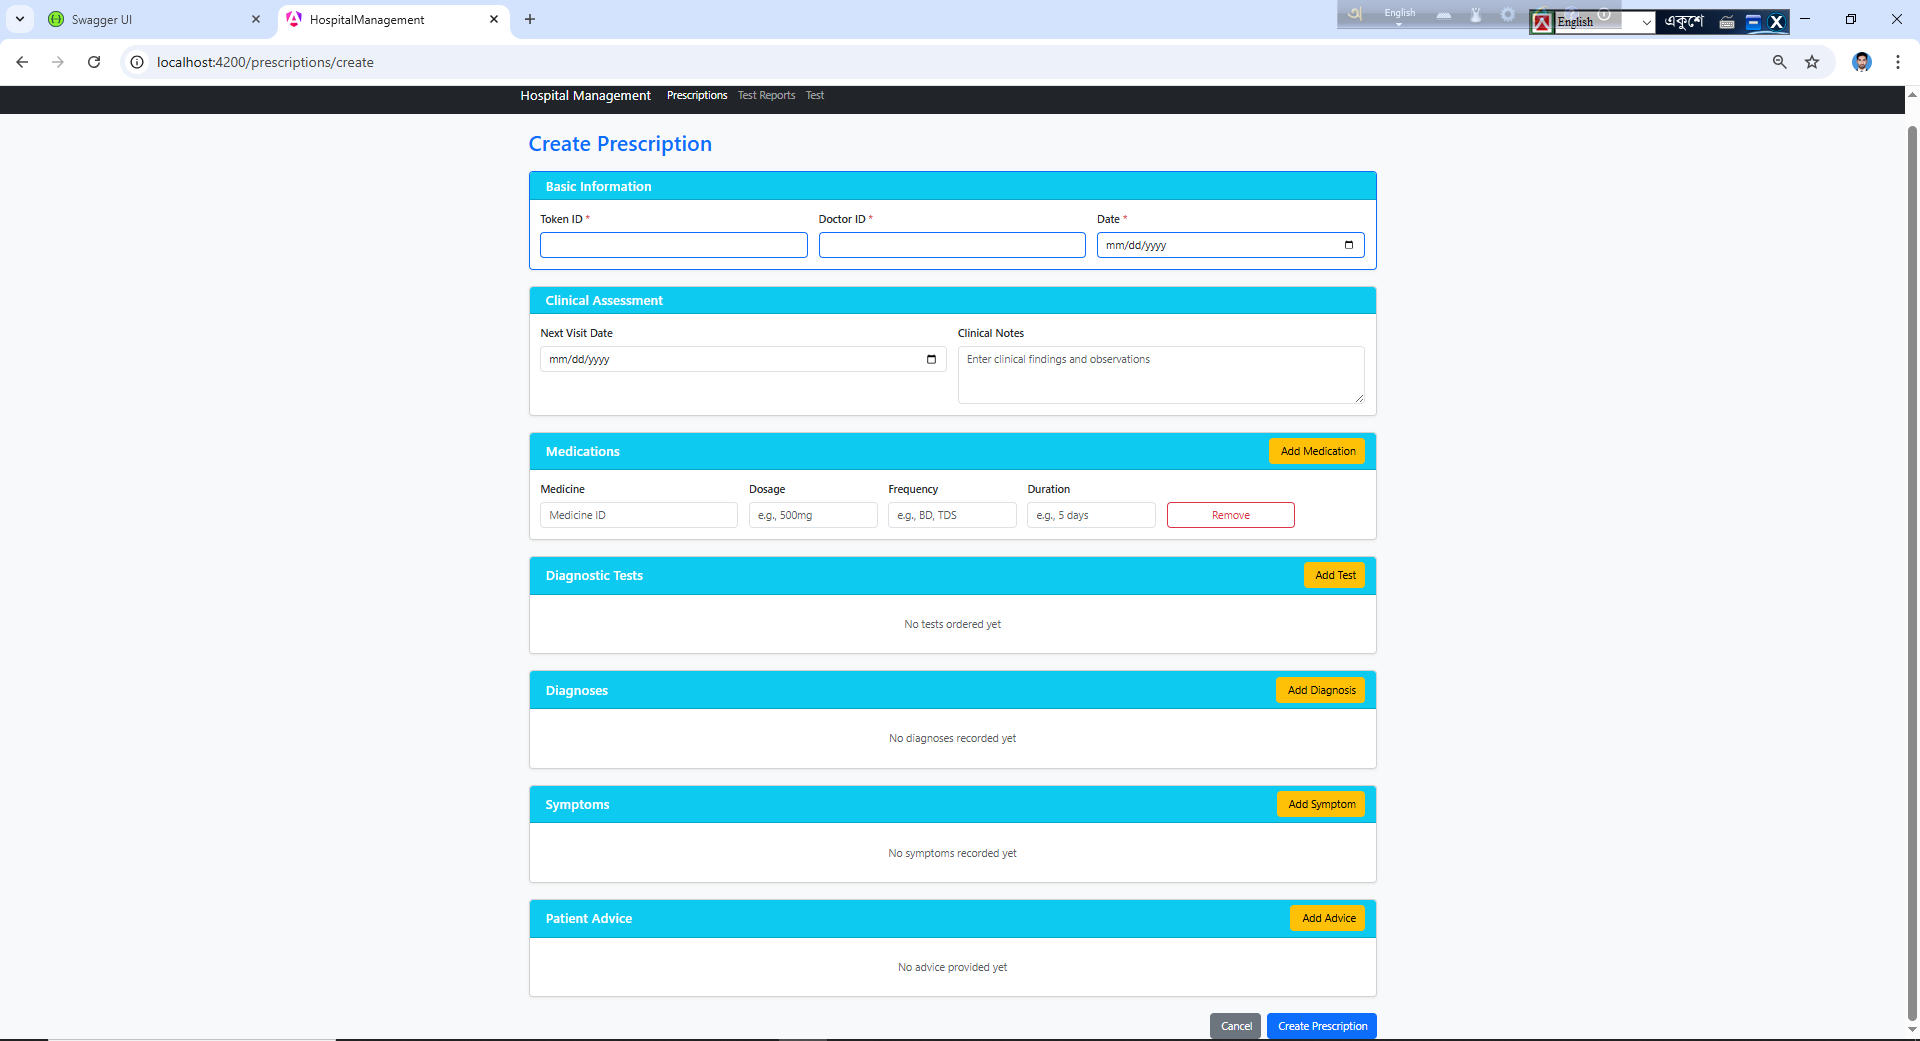 Swagger UI
HospitalManagement
English
English
একুশে
localhost:4200/prescriptions/create
Hospital Management Prescriptions Test Reports Test
Create Prescription
Basic Information
Token ID * Doctor ID * Date *
mm/dd/yyyy
Clinical Assessment
Next Visit Date Clinical Notes
mm/dd/yyyy Enter clinical findings and observations
Medications Add Medication
Medicine Dosage Frequency Duration
Medicine ID e.g., 500mg e.g., BD, TDS e.g., 5 days Remove
Diagnostic Tests Add Test
No tests ordered yet
Diagnoses Add Diagnosis
No diagnoses recorded yet
Symptoms Add Symptom
No symptoms recorded yet
Patient Advice Add Advice
No advice provided yet
Cancel Create Prescription